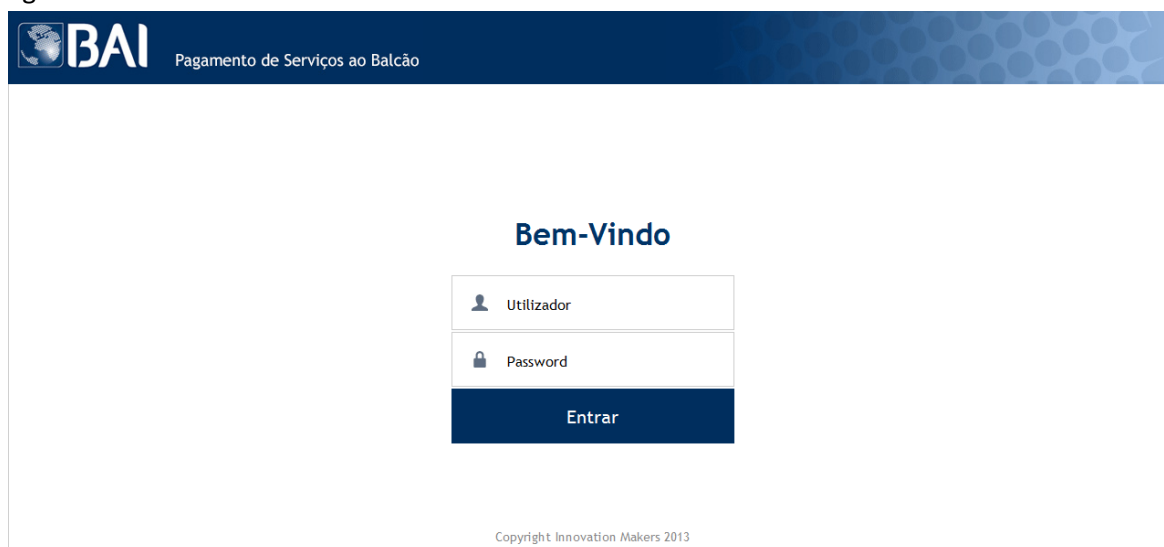 BAI
Pagamento de Serviços ao Balcão
Bem-Vindo
Utilizador
Password
Entrar
Copyright Innovation Makers 2013